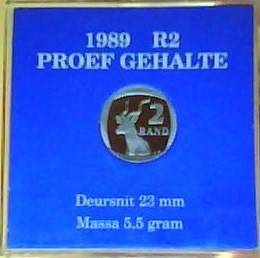 1989 R2
PROEF GEHALTE
2
RAND
Deursnit 23 mm
Massa 5.5 gram